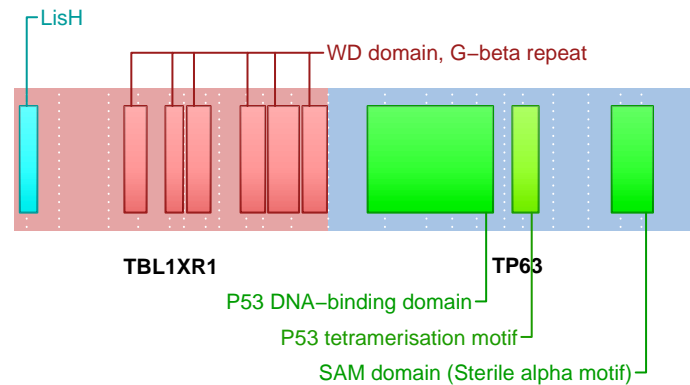 LisH
WD domain, G−beta repeat
TBL1XR1
TP63
P53 DNA−binding domain
P53 tetramerisation motif
SAM domain (Sterile alpha motif)